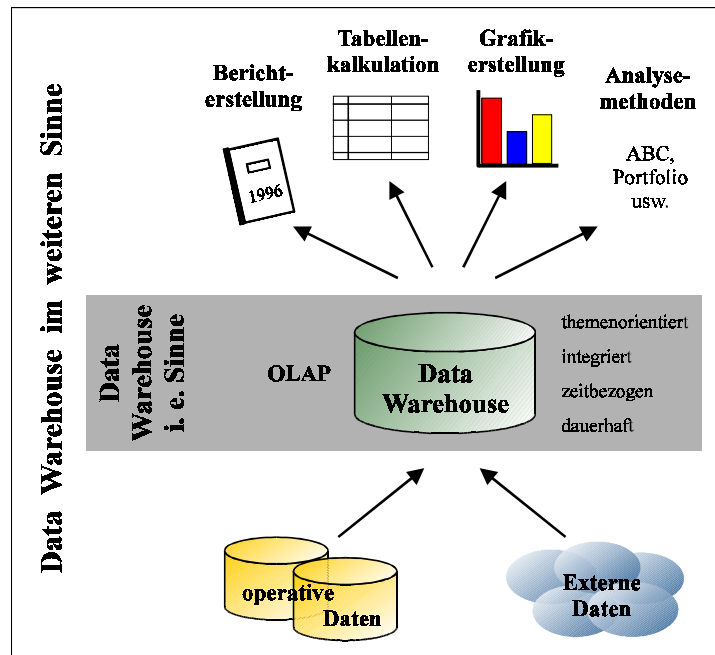 Data Warehouse im weiteren Sinne
Bericht-
erstellung
1996
Tabellen-
kalkulation
Grafik-
erstellung
Analyse-
methoden
ABC,
Portfolio
usw.
Data
Warehouse
i. e. Sinne
OLAP
Data
Warehouse
themenorientiert
integriert
zeitbezogen
dauerhaft
operative
Daten
Externe
Daten